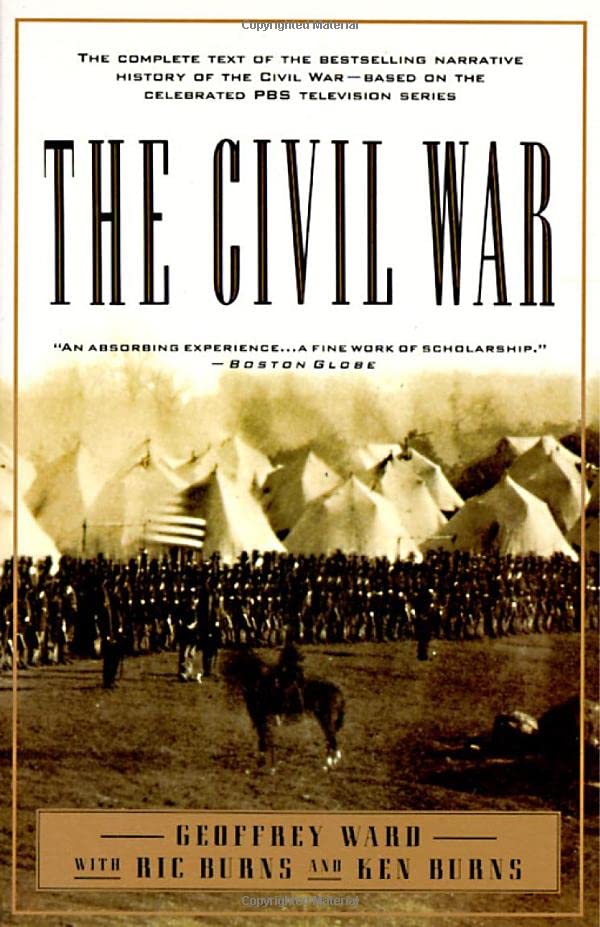 Copyrighted Material
THE COMPLETE TEXT OF THE BESTSELLING NARRATIVE
HISTORY OF THE CIVIL WAR—BASED ON THE
CELEBRATED PBS TELEVISION SERIES
THE CIVIL WAR
"AN ABSORBING EXPERIENCE...A FINE WORK OF SCHOLARSHIP."
—BOSTON GLOBE
GEOFFREY WARD
WITH RIC BURNS AND KEN BURNS
Copyrighted Material